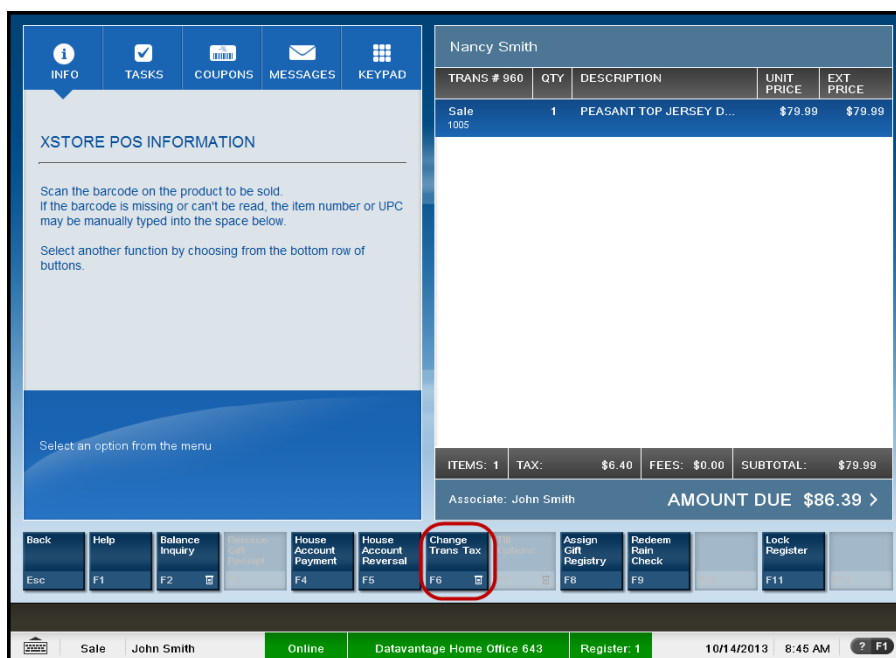 INFO
TASKS
COUPONS
MESSAGES
KEYPAD
XSTORE POS INFORMATION
Scan the barcode on the product to be sold.
If the barcode is missing or can't be read, the item number or UPC
may be manually typed into the space below.
Select another function by choosing from the bottom row of
buttons.
Select an option from the menu
Nancy Smith
TRANS # 960 QTY DESCRIPTION UNIT PRICE EXT PRICE
Sale 1 PEASANT TOP JERSEY D... $79.99 $79.99
1005
ITEMS: 1 TAX: $6.40 FEES: $0.00 SUBTOTAL: $79.99
Associate: John Smith AMOUNT DUE $86.39 >
Back
Esc
Help
F1
Balance
Inquiry
F2
Gift
Receipt
House
Account
Payment
F4
House
Account
Reversal
F5
Change
Trans Tax
F6
Options
Assign
Gift
Registry
F8
Redeem
Rain
Check
F9
Lock
Register
F11
Sale John Smith Online Datavantage Home Office 643 Register: 1 10/14/2013 8:45 AM ? F1